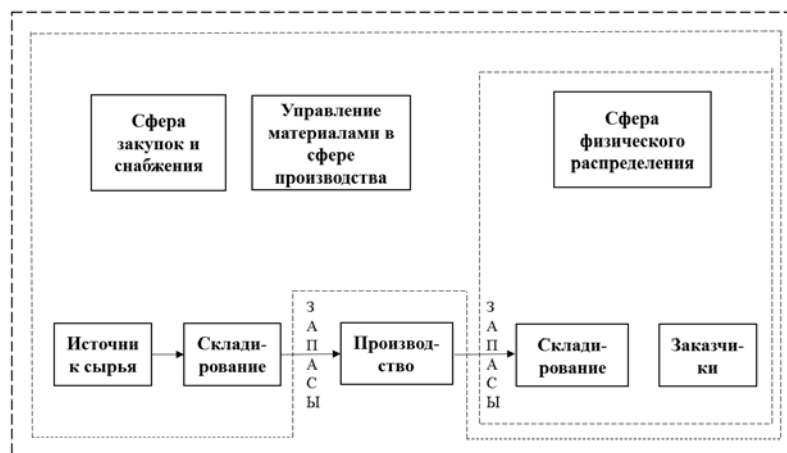 Сфера
закупок и
снабжения
Управление
материалами в
сфере
производства
Сфера
физического
распределения
Источни
к сырья
Склади-
рование
З
А
П
А
С
Ы
Производ-
ство
З
А
П
А
С
Ы
Склади-
рование
Заказчи-
ки